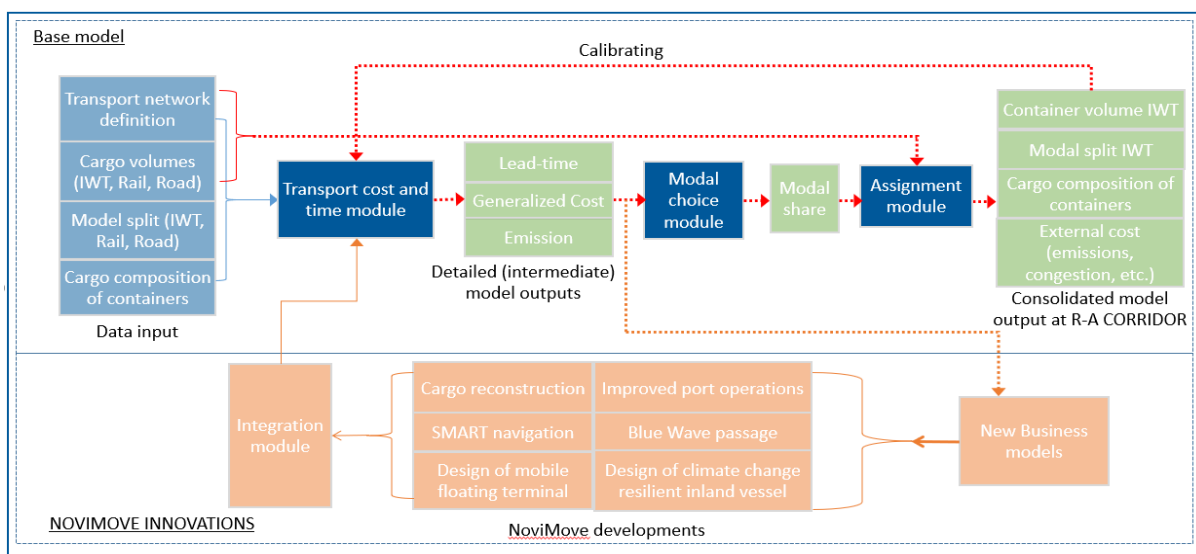 Base model
Calibrating
Transport network
definition
Cargo volumes
(IWT, Rail, Road)
Model split (IWT,
Rail, Road)
Cargo composition
of containers
Data input
Transport cost and
time module
Lead-time
Generalized Cost
Emission
Detailed (intermediate)
model outputs
Modal
choice
module
Modal
share
Assignment
module
Container volume IWT
Modal split IWT
Cargo composition of
containers
External cost
(emissions,
congestion, etc.)
Consolidated model
output at R-A CORRIDOR
Integration
module
Cargo reconstruction
SMART navigation
Design of mobile
floating terminal
Improved port operations
Blue Wave passage
Design of climate change
resilient inland vessel
New Business
models
NOVIMOVE INNOVATIONS
NoviMove developments